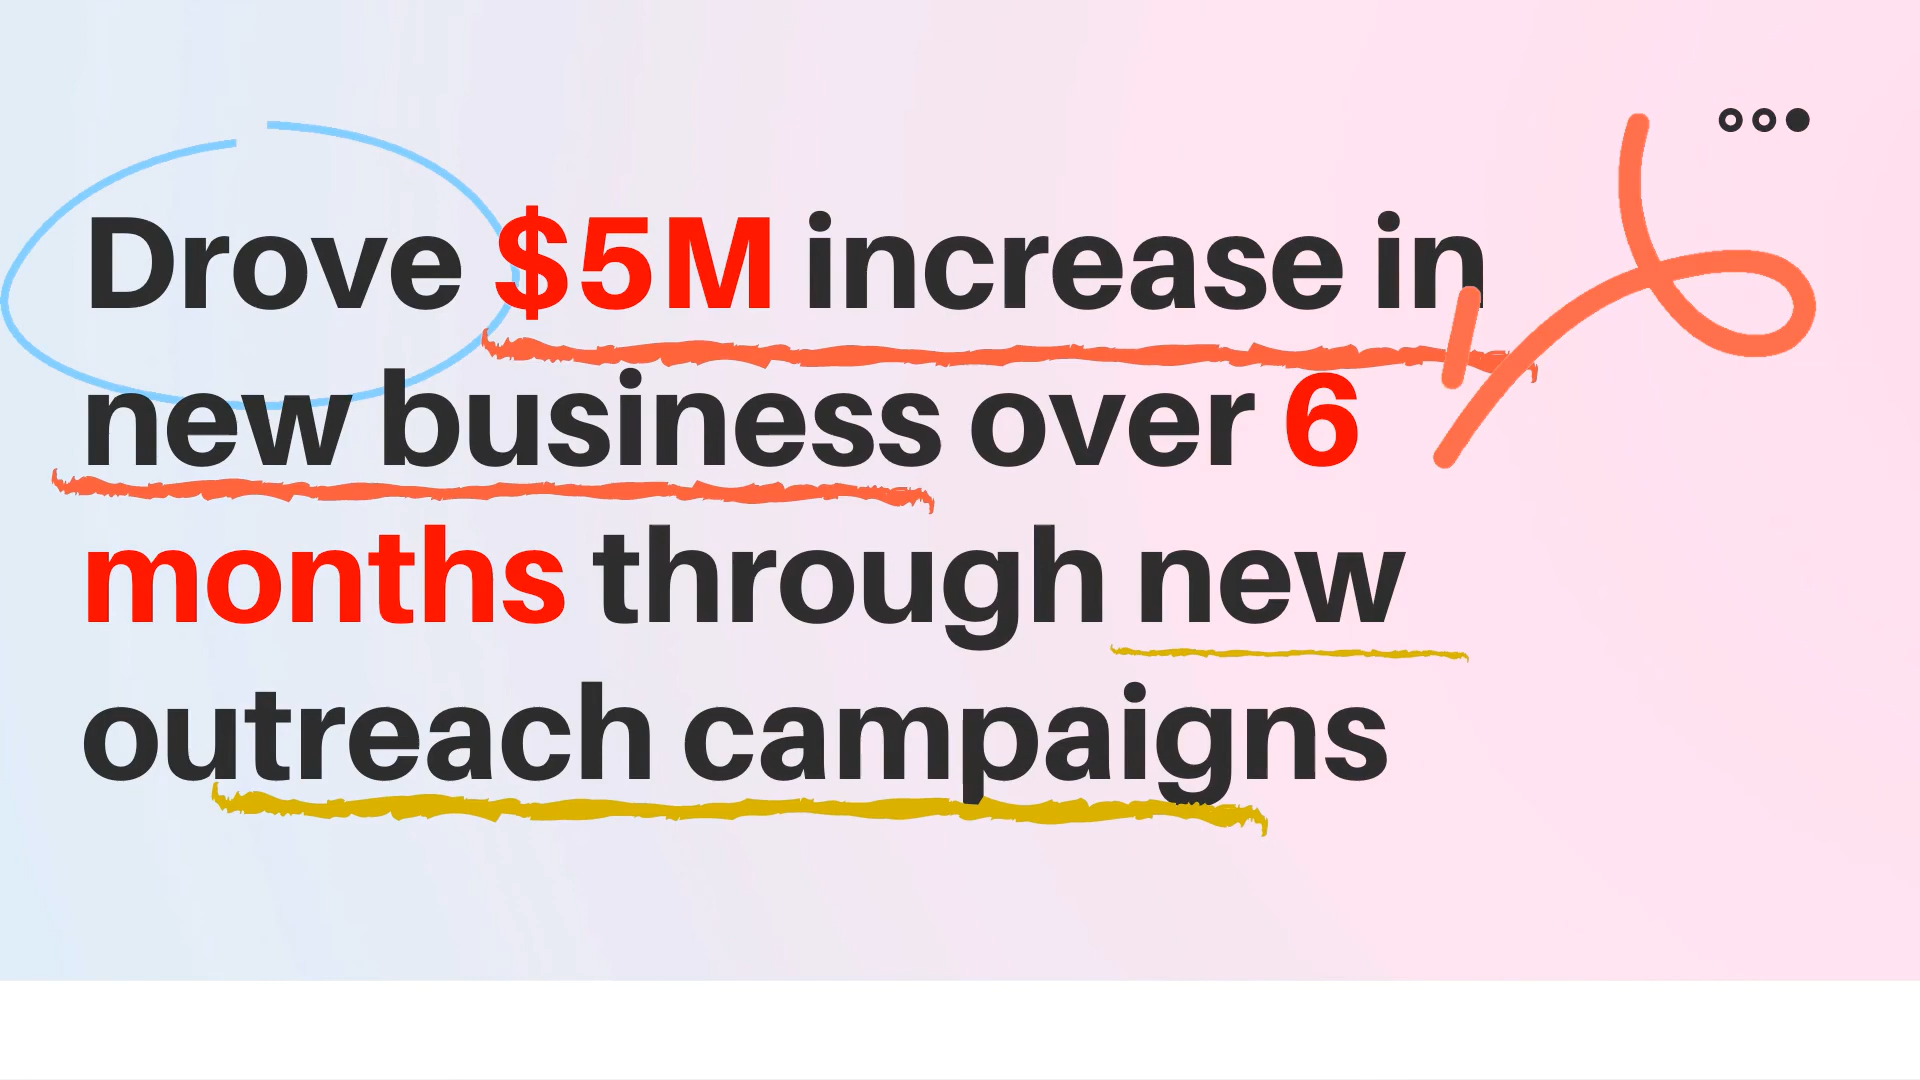 Drove $5M increase in
new business over 6
months through new
outreach campaigns